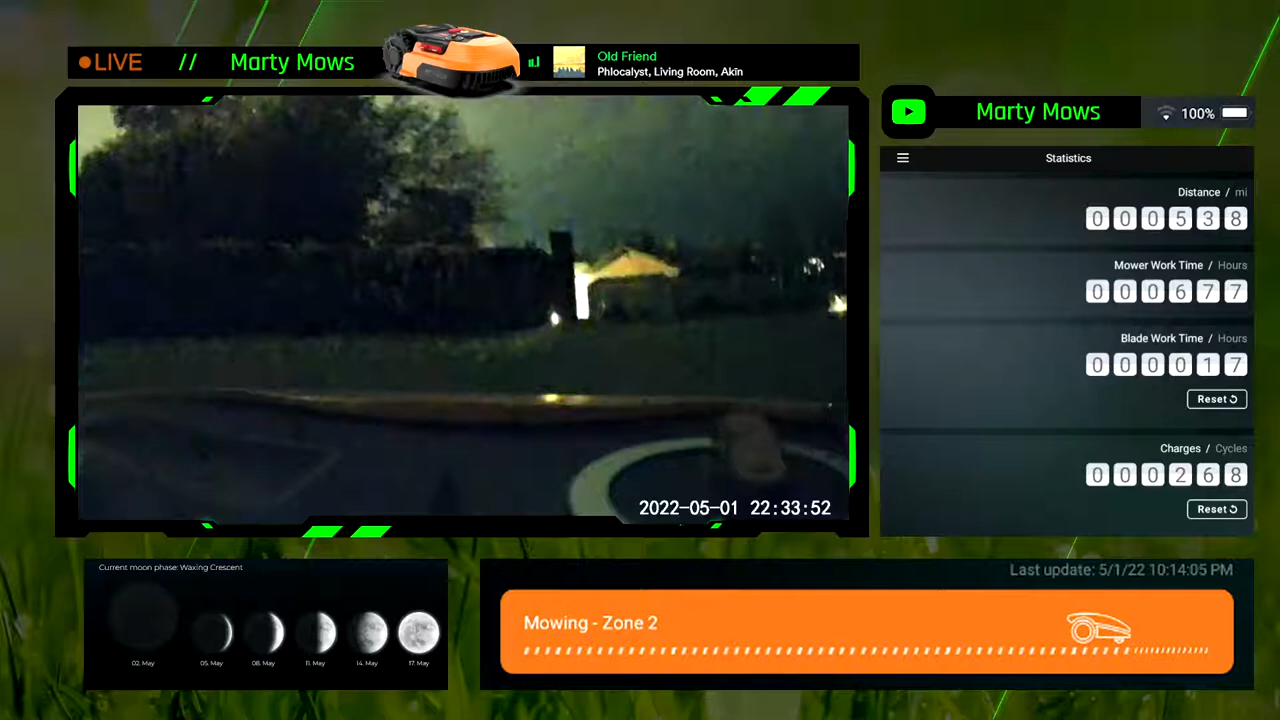 LIVE // Marty Mows
Old Friend
Phlocalyst, Living Room, Akīn
Marty Mows
100%
Statistics
Distance / mi
000538
Mower Work Time / Hours
000677
Blade Work Time / Hours
000017
Reset
Charges / Cycles
000268
Reset
2022-05-01 22:33:52
Current moon phase: Waxing Crescent
02. May
05. May
08. May
11. May
14. May
17. May
Last update: 5/1/22 10:14:05 PM
Mowing - Zone 2